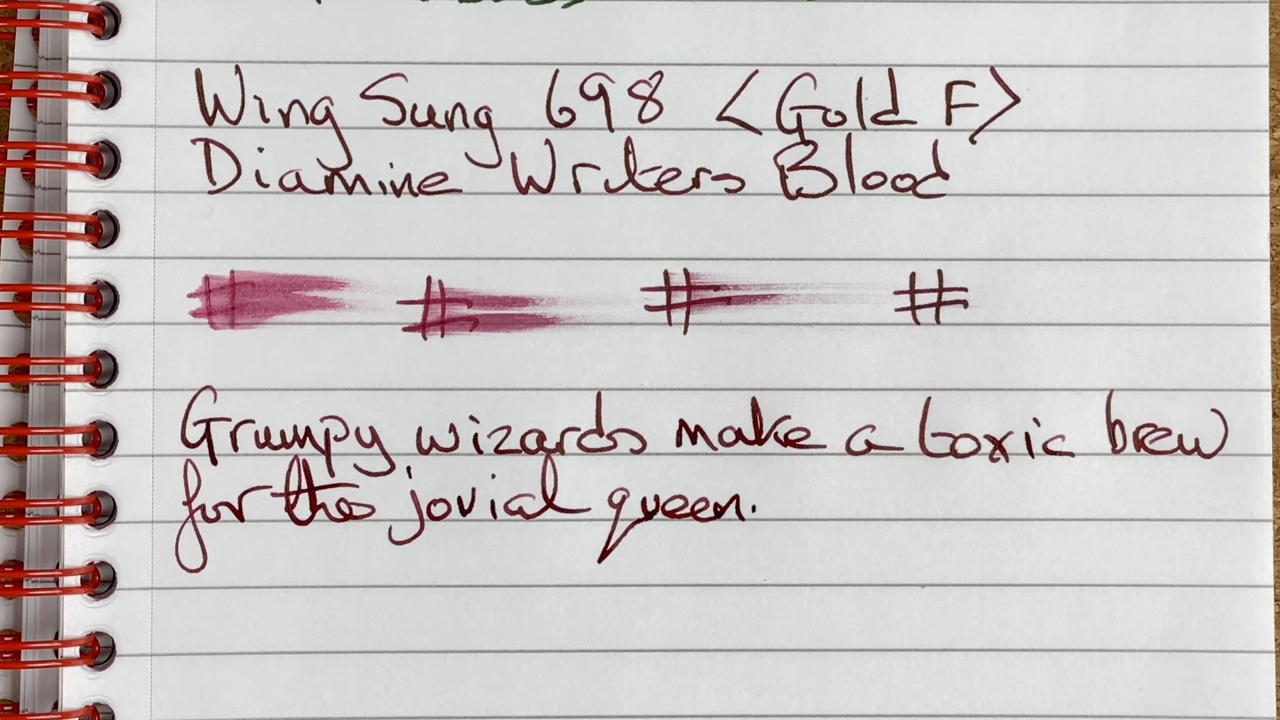 Wing Sung 698 <Gold F>
Diamine Writers Blood
# # # #
Grumpy wizards make a toxic brew
for the jovial queen.